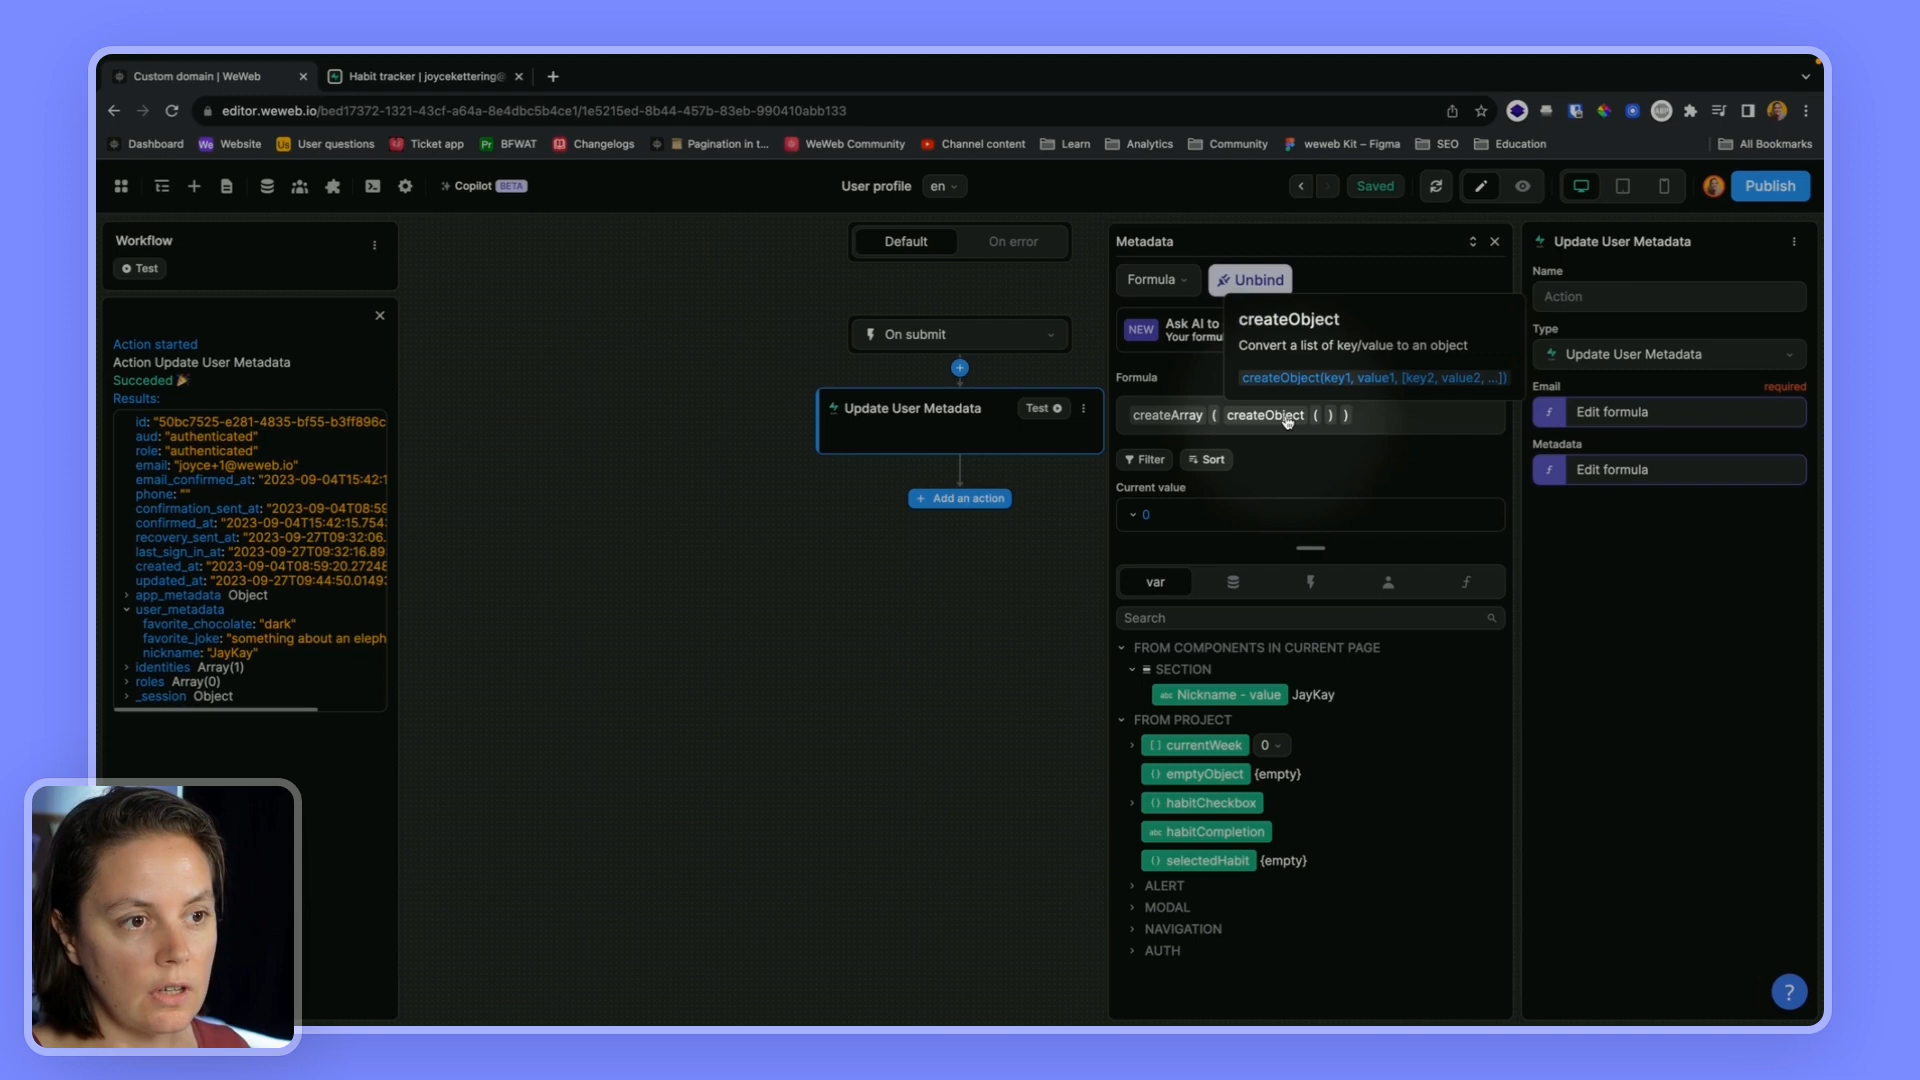 Custom domain | WeWeb
Habit tracker | joycekettering@
editor.weweb.io/bed17372-1321-43cf-a64a-8e4dbc5b4ce1/1e5215ed-8b44-457b-83eb-990410abb133
Dashboard
We Website
Us User questions
Ticket app
Pr BFWAT
Changelogs
Pagination in t...
WeWeb Community
Channel content
Learn
Analytics
Community
weweb Kit – Figma
SEO
Education
All Bookmarks
Copilot BETA
User profile
en
Saved
Publish
Workflow
Test
Action started
Action Update User Metadata
Succeded 🎉
Results:
id: "50bc7525-e281-4835-bf55-b3ff896c
aud: "authenticated"
role: "authenticated"
email: "joyce+1@weweb.io"
email_confirmed_at: "2023-09-04T15:42:1
phone: ""
confirmation_sent_at: "2023-09-04T08:59
confirmed_at: "2023-09-04T15:42:15.754
recovery_sent_at: "2023-09-27T09:32:06.
last_sign_in_at: "2023-09-27T09:32:16.89
created_at: "2023-09-04T08:59:20.27248
updated_at: "2023-09-27T09:44:50.0149
app_metadata Object
user_metadata
favorite_chocolate: "dark"
favorite_joke: "something about an eleph
nickname: "JayKay"
identities Array(1)
roles Array(0)
_session Object
Default
On error
On submit
Update User Metadata
Test
+ Add an action
Metadata
Formula
Unbind
NEW
Ask AI to
Your formu
createObject
Convert a list of key/value to an object
createObject(key1, value1, [key2, value2, ...])
Formula
createArray ( createObject ( ) )
Filter
Sort
Current value
0
var
Search
FROM COMPONENTS IN CURRENT PAGE
SECTION
abc Nickname - value JayKay
FROM PROJECT
[] currentWeek 0
{} emptyObject {empty}
{} habitCheckbox
abc habitCompletion
{} selectedHabit {empty}
ALERT
MODAL
NAVIGATION
AUTH
Update User Metadata
Name
Action
Type
Update User Metadata
Email required
Edit formula
Metadata
Edit formula
?